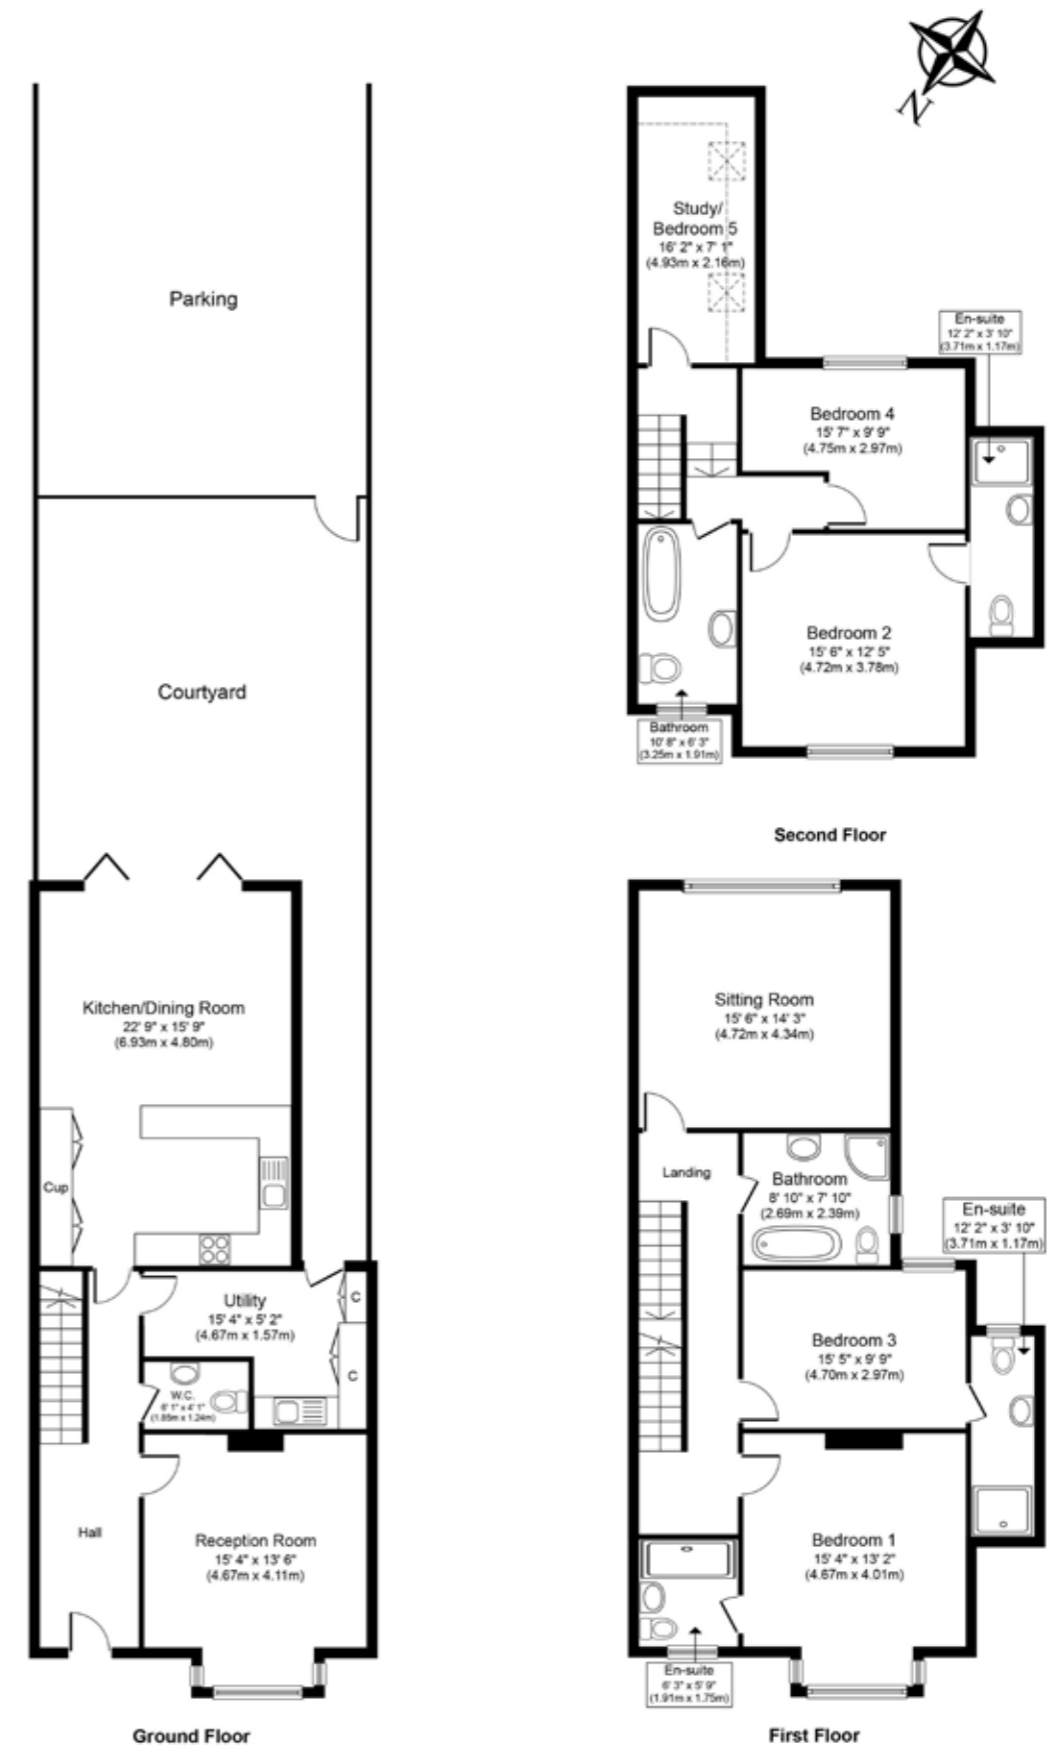 N
Study/
Bedroom 5
16' 2" x 7' 1"
(4.93m x 2.16m)
En-suite
12' 2" x 3' 10"
(3.71m x 1.17m)
Bedroom 4
15' 7" x 9' 9"
(4.75m x 2.97m)
Bedroom 2
15' 6" x 12' 5"
(4.72m x 3.78m)
Bathroom
10' 8" x 6' 3"
(3.25m x 1.91m)
Second Floor
Parking
Courtyard
Kitchen/Dining Room
22' 9" x 15' 9"
(6.93m x 4.80m)
Cup
Utility
15' 4" x 5' 2"
(4.67m x 1.57m)
C
C
W.C.
6' 1" x 4' 1"
(1.85m x 1.24m)
Hall
Reception Room
15' 4" x 13' 6"
(4.67m x 4.11m)
Ground Floor
Sitting Room
15' 6" x 14' 3"
(4.72m x 4.34m)
Landing
Bathroom
8' 10" x 7' 10"
(2.69m x 2.39m)
En-suite
12' 2" x 3' 10"
(3.71m x 1.17m)
Bedroom 3
15' 5" x 9' 9"
(4.70m x 2.97m)
Bedroom 1
15' 4" x 13' 2"
(4.67m x 4.01m)
En-suite
6' 3" x 5' 9"
(1.91m x 1.75m)
First Floor